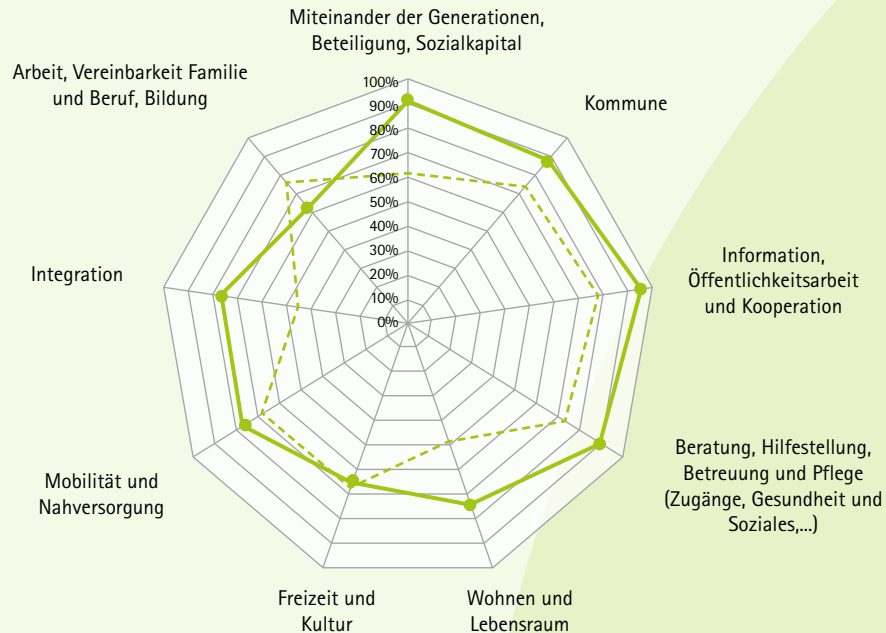 Miteinander der Generationen,
Beteiligung, Sozialkapital
Arbeit, Vereinbarkeit Familie
und Beruf, Bildung
Kommune
100%
90%
80%
70%
60%
50%
40%
30%
20%
10%
0%
Integration
Information,
Öffentlichkeitsarbeit
und Kooperation
Mobilität und
Nahversorgung
Beratung, Hilfestellung,
Betreuung und Pflege
(Zugänge, Gesundheit und
Soziales,...)
Freizeit und
Kultur
Wohnen und
Lebensraum